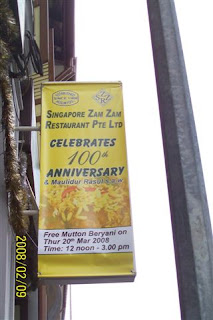 SINGAPORE ZAM ZAM
RESTAURANT PTE LTD
CELEBRATES
100th
ANNIVERSARY
& Maulidur Rasul
Free Mutton Beryani on
Thur 20th Mar 2008
Time: 12 noon - 3.00 pm
2008/02/09